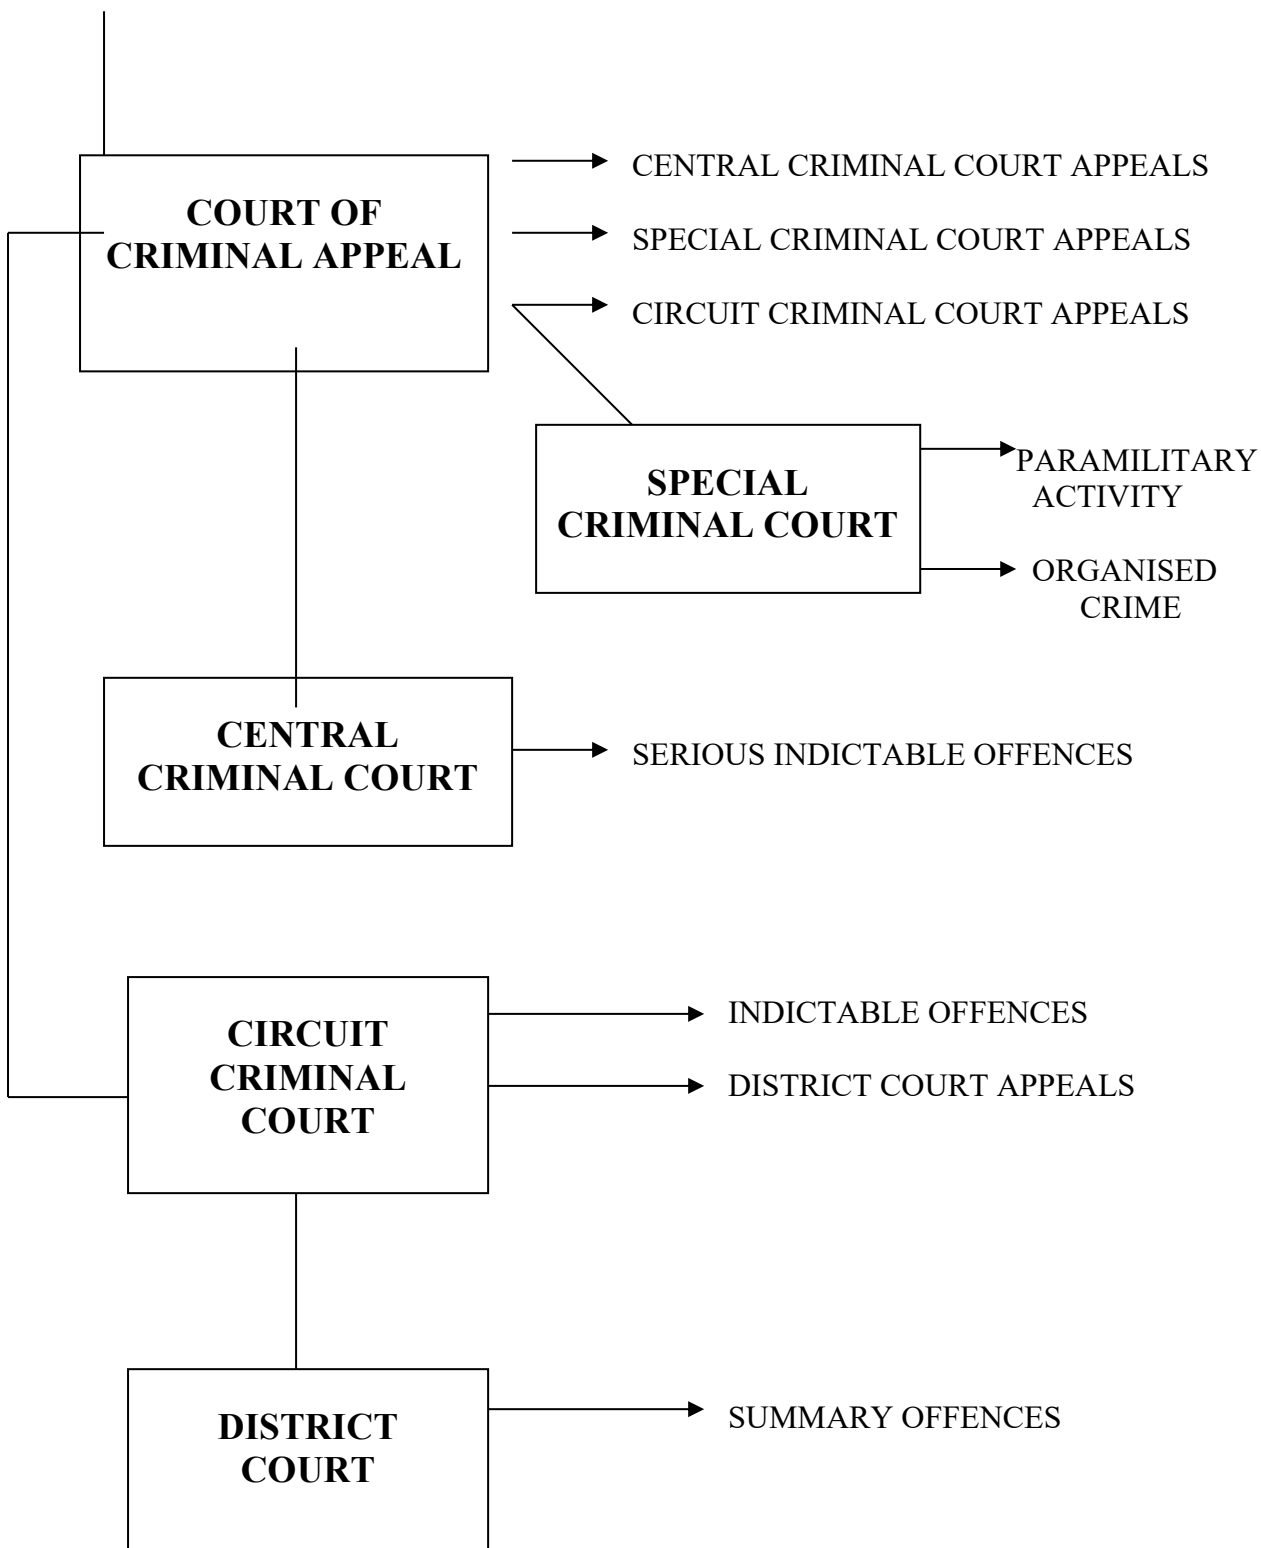 COURT OF
CRIMINAL APPEAL
CENTRAL CRIMINAL COURT APPEALS
SPECIAL CRIMINAL COURT APPEALS
CIRCUIT CRIMINAL COURT APPEALS
SPECIAL
CRIMINAL COURT
PARAMILITARY
ACTIVITY
ORGANISED
CRIME
CENTRAL
CRIMINAL COURT
SERIOUS INDICTABLE OFFENCES
CIRCUIT
CRIMINAL
COURT
INDICTABLE OFFENCES
DISTRICT COURT APPEALS
DISTRICT
COURT
SUMMARY OFFENCES